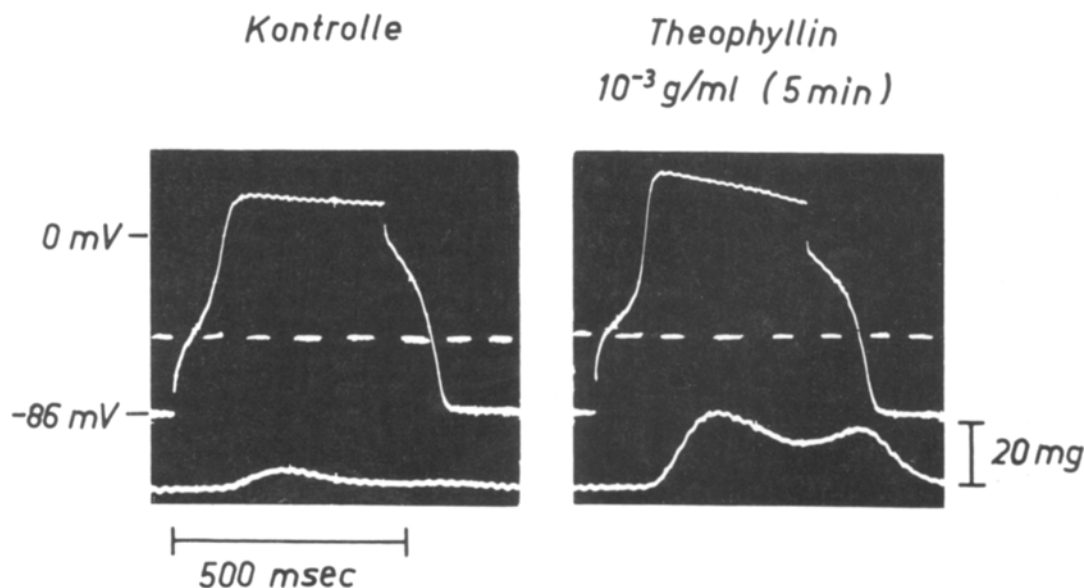 Kontrolle
Theophyllin
10⁻³ g/ml (5 min)
0 mV
-86 mV
20 mg
500 msec